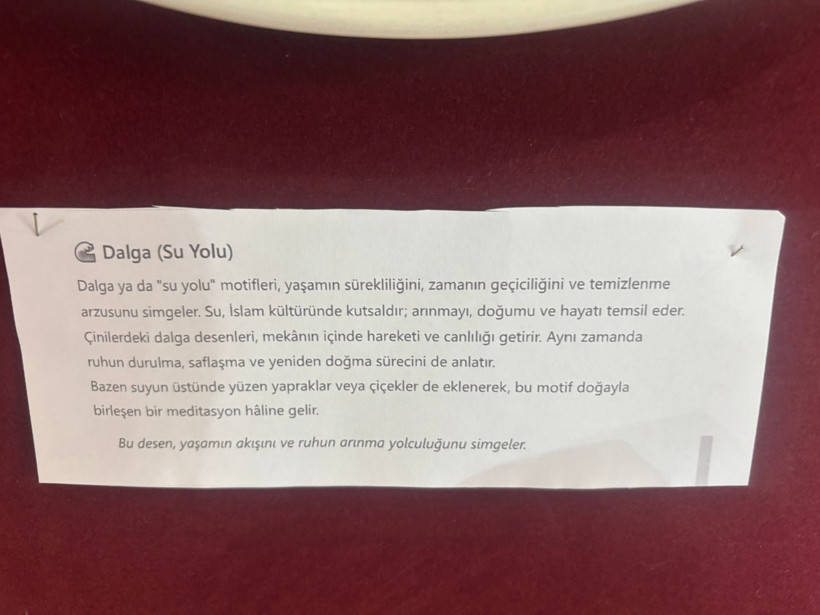 Dalga (Su Yolu)
Dalga ya da "su yolu" motifleri, yaşamın sürekliliğini, zamanın geçiciliğini ve temizlenme
arzusunu simgeler. Su, İslam kültüründe kutsaldır; arınmayı, doğumu ve hayatı temsil eder.
Çinilerdeki dalga desenleri, mekânın içinde hareketi ve canlılığı getirir. Aynı zamanda
ruhun durulma, saflaşma ve yeniden doğma sürecini de anlatır.
Bazen suyun üstünde yüzen yapraklar veya çiçekler de eklenerek, bu motif doğayla
birleşen bir meditasyon hâline gelir.
Bu desen, yaşamın akışını ve ruhun arınma yolculuğunu simgeler.